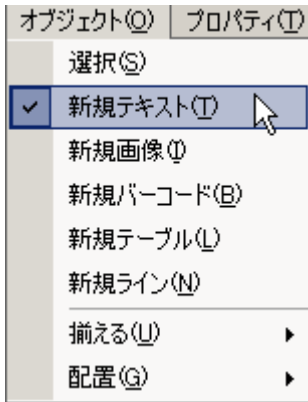 オブジェクト(O) プロパティ(T)
選択(S)
新規テキスト(T)
新規画像(I)
新規バーコード(B)
新規テーブル(L)
新規ライン(N)
揃える(U)
配置(G)